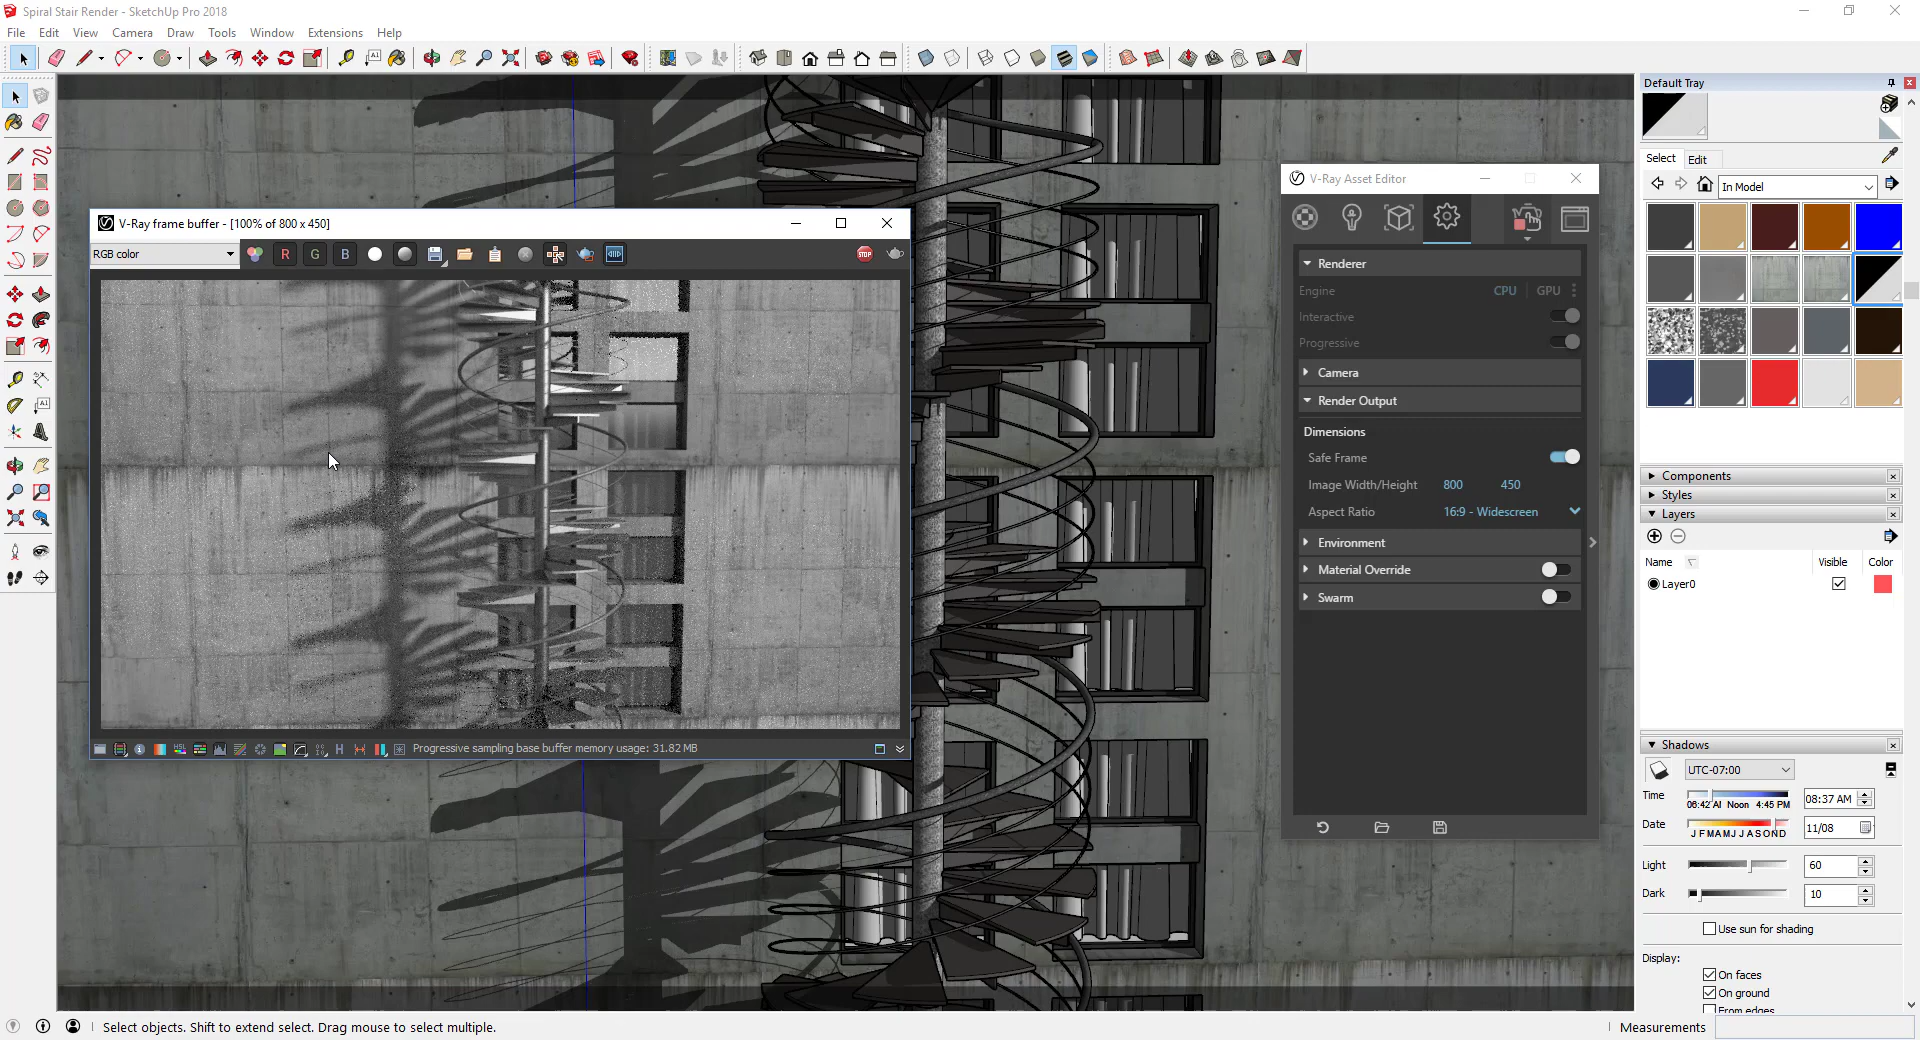 Spiral Stair Render - SketchUp Pro 2018
File Edit View Camera Draw Tools Window Extensions Help
Default Tray
Select Edit
In Model
V-Ray frame buffer - [100% of 800 x 450]
RGB color
R G B
STOP
HSL
H
Progressive sampling base buffer memory usage: 31.82 MB
V-Ray Asset Editor
Renderer
Engine CPU GPU
Interactive
Progressive
Camera
Render Output
Dimensions
Safe Frame
Image Width/Height 800 450
Aspect Ratio 16:9 - Widescreen
Environment
Material Override
Swarm
Components
Styles
Layers
Name Visible Color
Layer0
Shadows
UTC-07:00
Time 06:42 AM Noon 4:45 PM 08:37 AM
Date J F M A M J J A S O N D 11/08
Light 60
Dark 10
Use sun for shading
Display:
On faces
On ground
From edges
Select objects. Shift to extend select. Drag mouse to select multiple.
Measurements